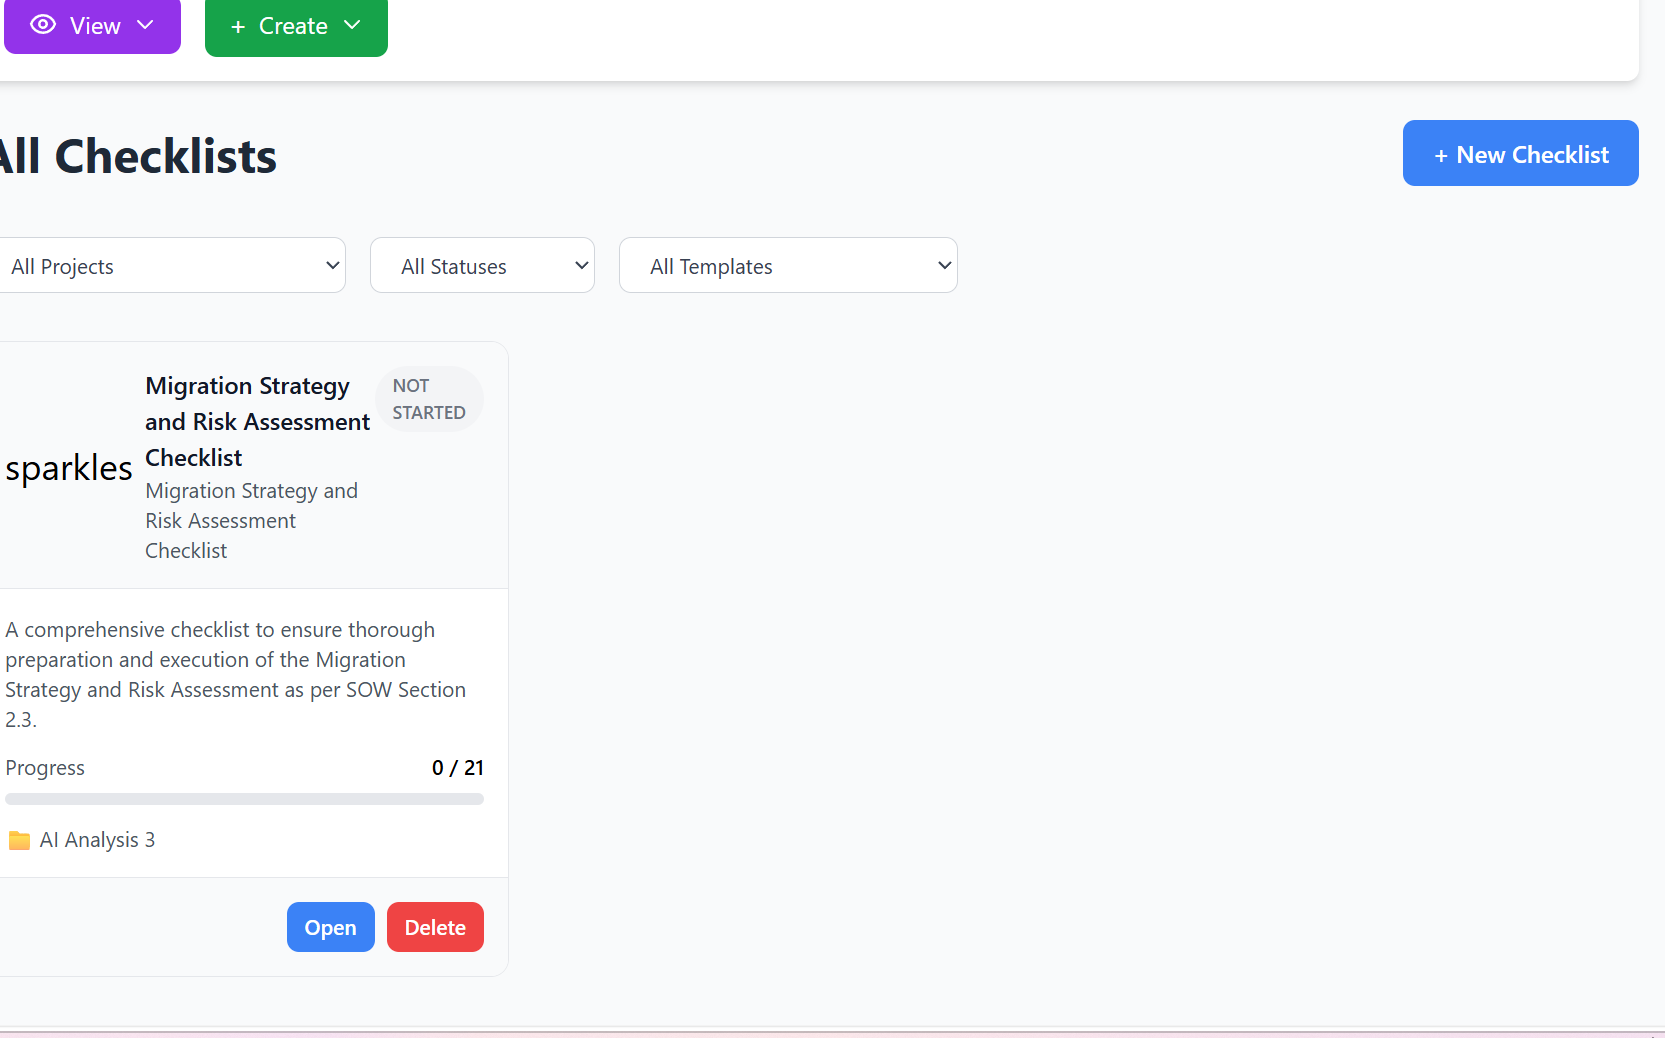 View
+ Create
All Checklists
+ New Checklist
All Projects
All Statuses
All Templates
sparkles
Migration Strategy
and Risk Assessment
Checklist
NOT
STARTED
Migration Strategy and
Risk Assessment
Checklist
A comprehensive checklist to ensure thorough
preparation and execution of the Migration
Strategy and Risk Assessment as per SOW Section
2.3.
Progress
0 / 21
AI Analysis 3
Open
Delete